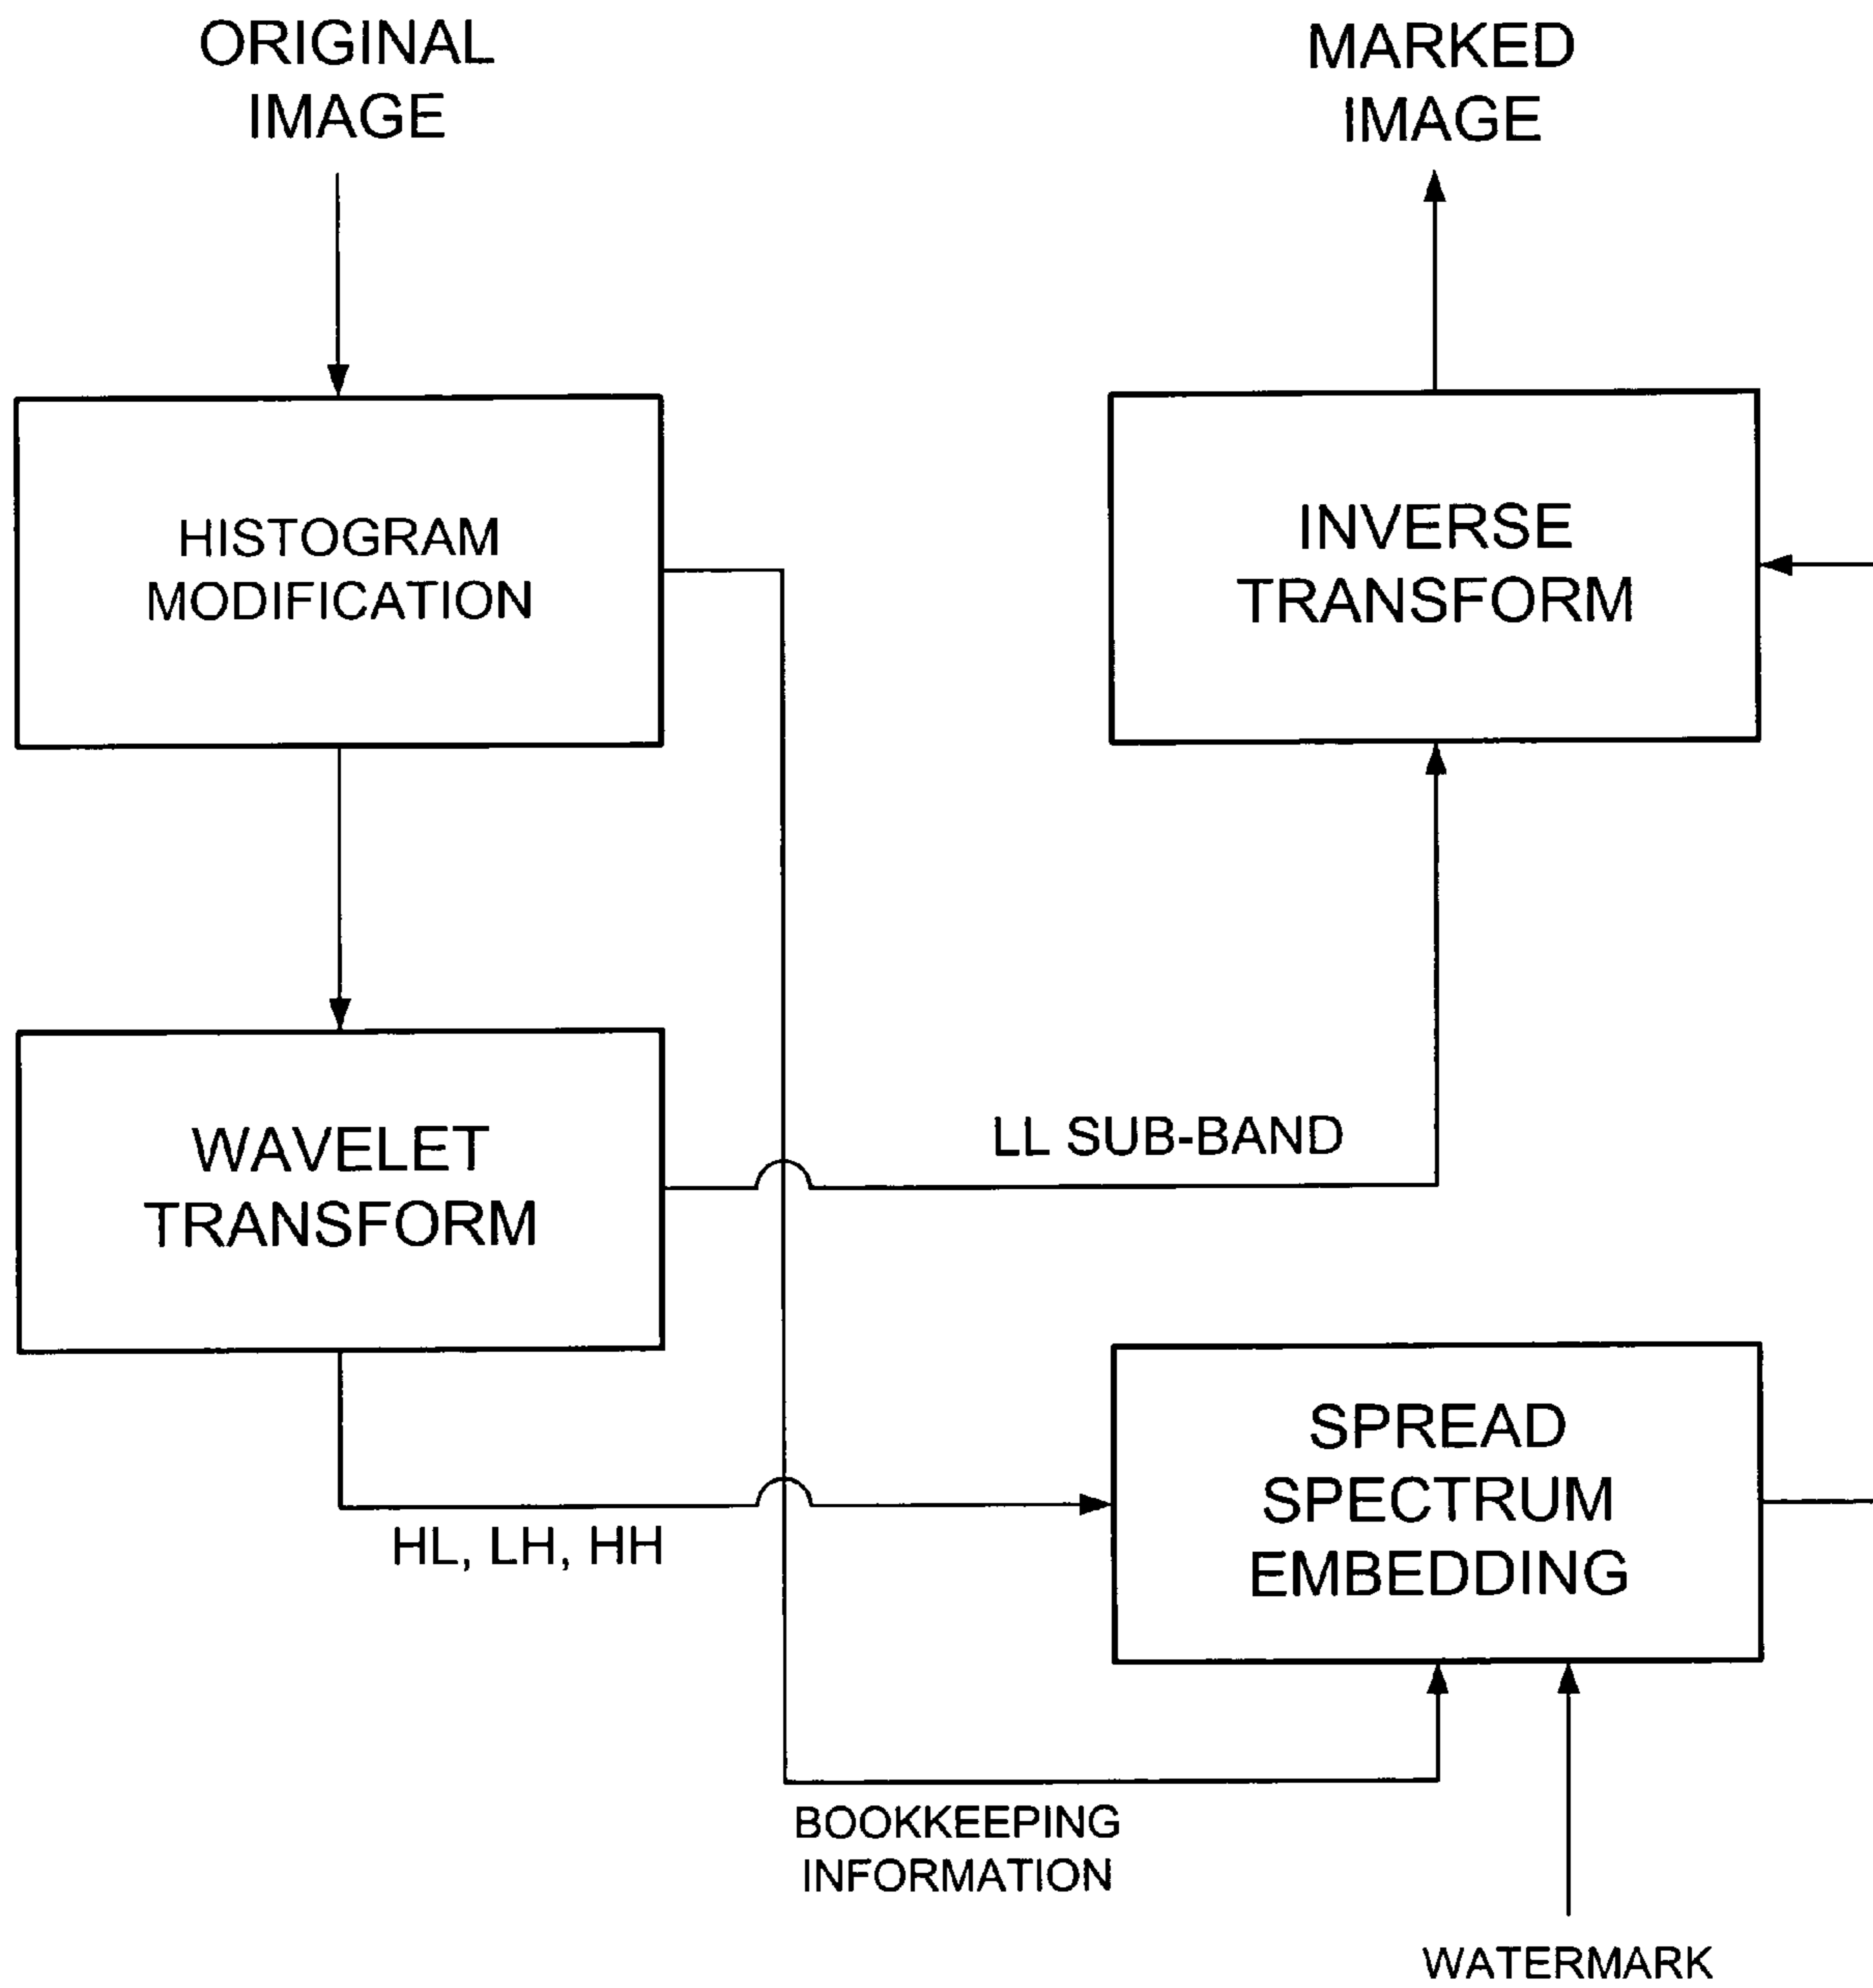 ORIGINAL
IMAGE
MARKED
IMAGE
HISTOGRAM
MODIFICATION
INVERSE
TRANSFORM
WAVELET
TRANSFORM
LL SUB-BAND
SPREAD
SPECTRUM
EMBEDDING
HL, LH, HH
BOOKKEEPING
INFORMATION
WATERMARK